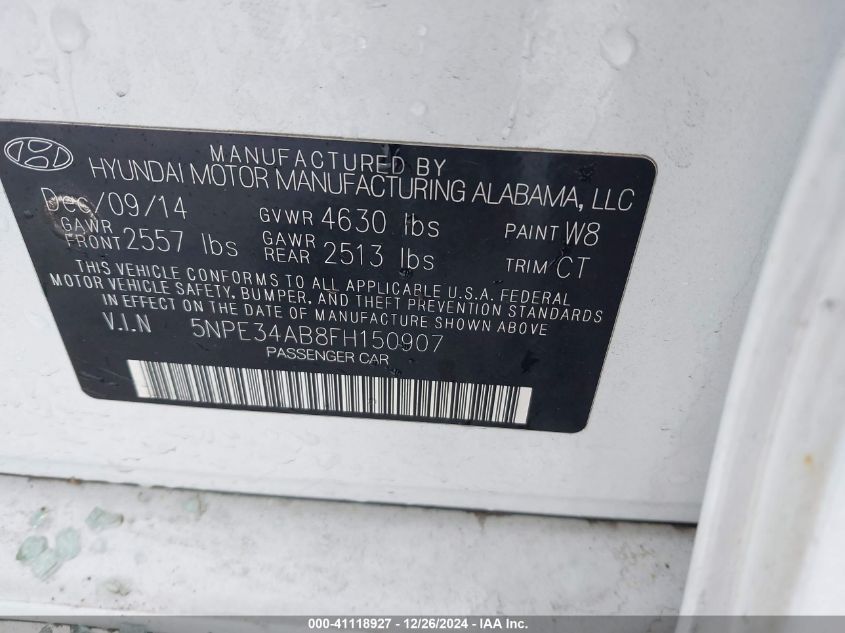 MANUFACTURED BY
HYUNDAI MOTOR MANUFACTURING ALABAMA, LLC
Dec/09/14 GVWR 4630 lbs PAINT W8
GAWR FRONT 2557 lbs GAWR REAR 2513 lbs TRIM CT
THIS VEHICLE CONFORMS TO ALL APPLICABLE U.S.A. FEDERAL
MOTOR VEHICLE SAFETY, BUMPER, AND THEFT PREVENTION STANDARDS
IN EFFECT ON THE DATE OF MANUFACTURE SHOWN ABOVE
V.I.N 5NPE34AB8FH150907
PASSENGER CAR
000-41118927 - 12/26/2024 - IAA Inc.